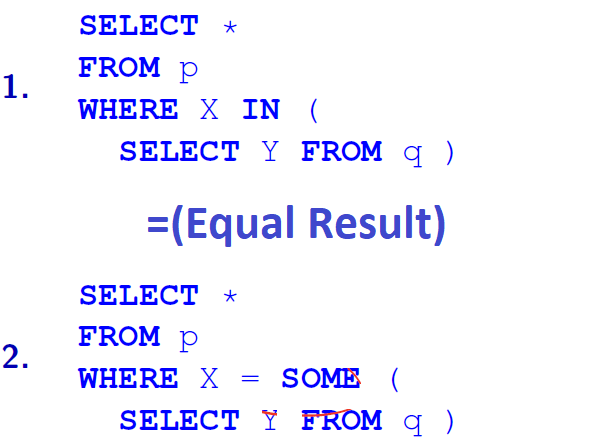 SELECT *
1. FROM p
WHERE X IN (
SELECT Y FROM q )
=(Equal Result)
SELECT *
2. FROM p
WHERE X = SOME (
SELECT Y FROM q )